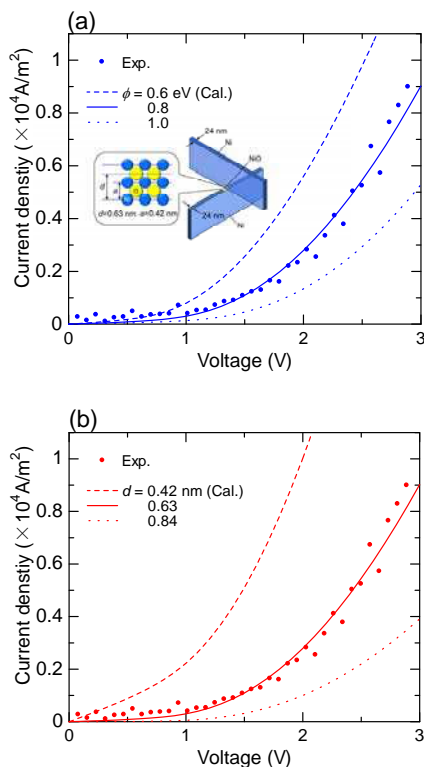 (a)
1
0.8
0.6
0.4
0.2
0
0
1
2
3
Current denstiy (×10⁴A/m²)
Voltage (V)
Exp.
ϕ = 0.6 eV (Cal.)
0.8
1.0
24 nm
Ni
NiO
d
a
d=0.63 nm a=0.42 nm
24 nm
Ni
(b)
1
0.8
0.6
0.4
0.2
0
0
1
2
3
Current denstiy (×10⁴A/m²)
Voltage (V)
Exp.
d = 0.42 nm (Cal.)
0.63
0.84